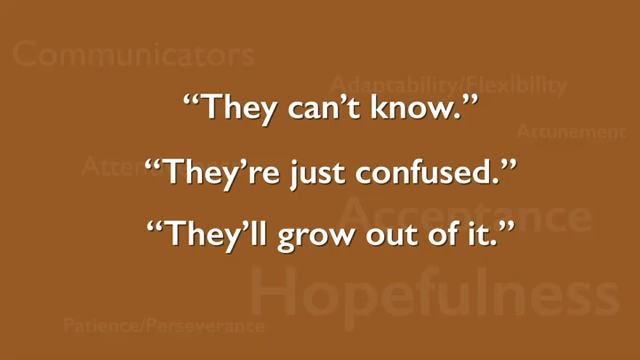 Communicators
Adaptability/Flexibility
“They can’t know.”
Attunement
“They’re just confused.”
Acceptance
“They’ll grow out of it.”
Hopefulness
Patience/Perseverance